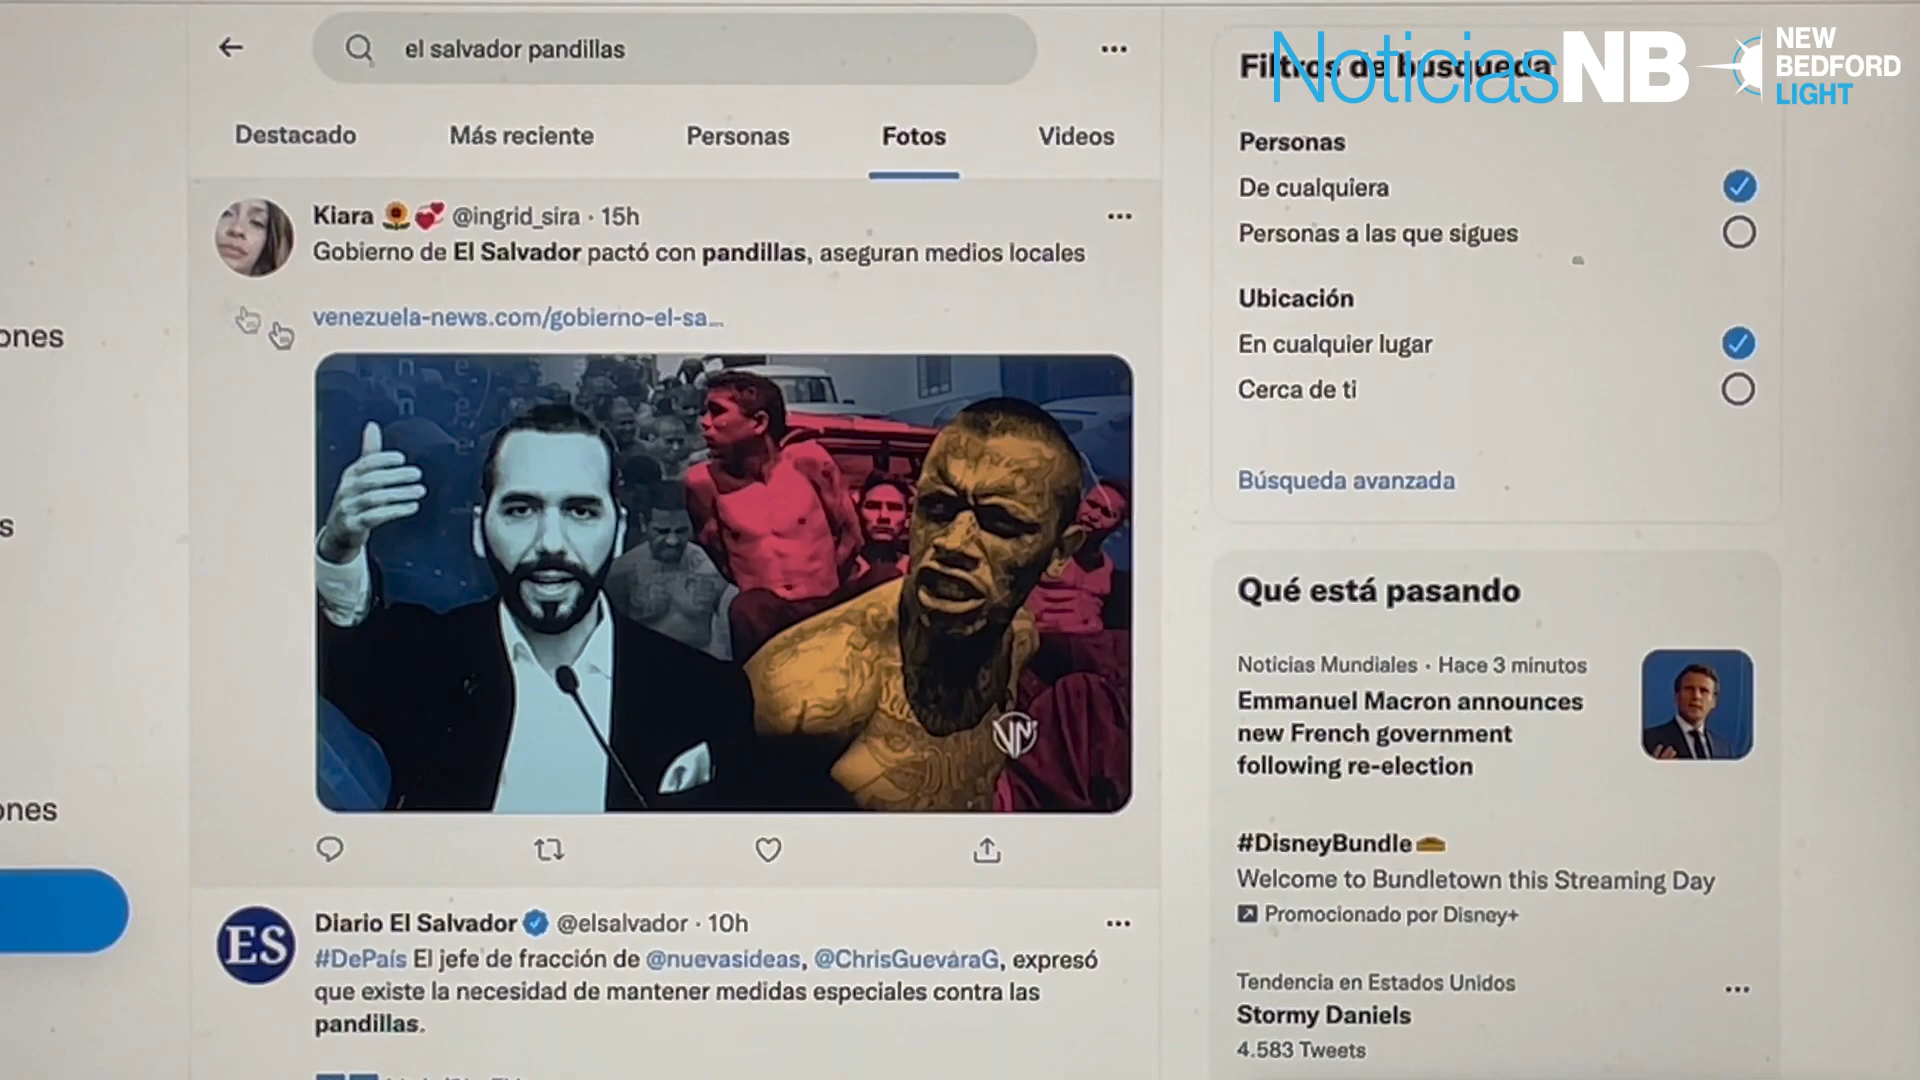 el salvador pandillas
Destacado
Más reciente
Personas
Fotos
Videos
Kiara @ingrid_sira · 15h
Gobierno de El Salvador pactó con pandillas, aseguran medios locales
venezuela-news.com/gobierno-el-sa...
VN
ones
s
ones
ES
Diario El Salvador @elsalvador · 10h
#DePaís El jefe de fracción de @nuevasideas, @ChrisGuevaraG, expresó
que existe la necesidad de mantener medidas especiales contra las
pandillas.
NoticiasNB
NEW
BEDFORD
LIGHT
Filtros de búsqueda
Personas
De cualquiera
Personas a las que sigues
Ubicación
En cualquier lugar
Cerca de ti
Búsqueda avanzada
Qué está pasando
Noticias Mundiales · Hace 3 minutos
Emmanuel Macron announces
new French government
following re-election
#DisneyBundle
Welcome to Bundletown this Streaming Day
Promocionado por Disney+
Tendencia en Estados Unidos
Stormy Daniels
4.583 Tweets